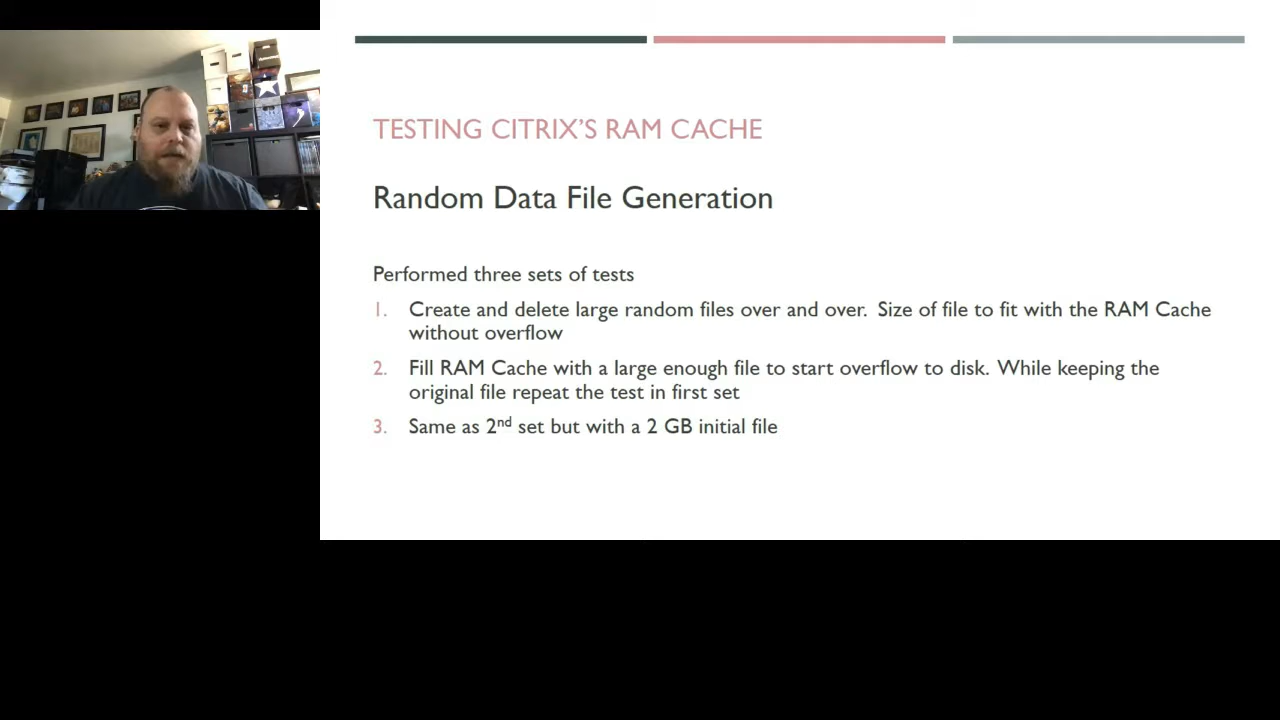 TESTING CITRIX'S RAM CACHE
Random Data File Generation
Performed three sets of tests
1. Create and delete large random files over and over. Size of file to fit with the RAM Cache
without overflow
2. Fill RAM Cache with a large enough file to start overflow to disk. While keeping the
original file repeat the test in first set
3. Same as 2nd set but with a 2 GB initial file